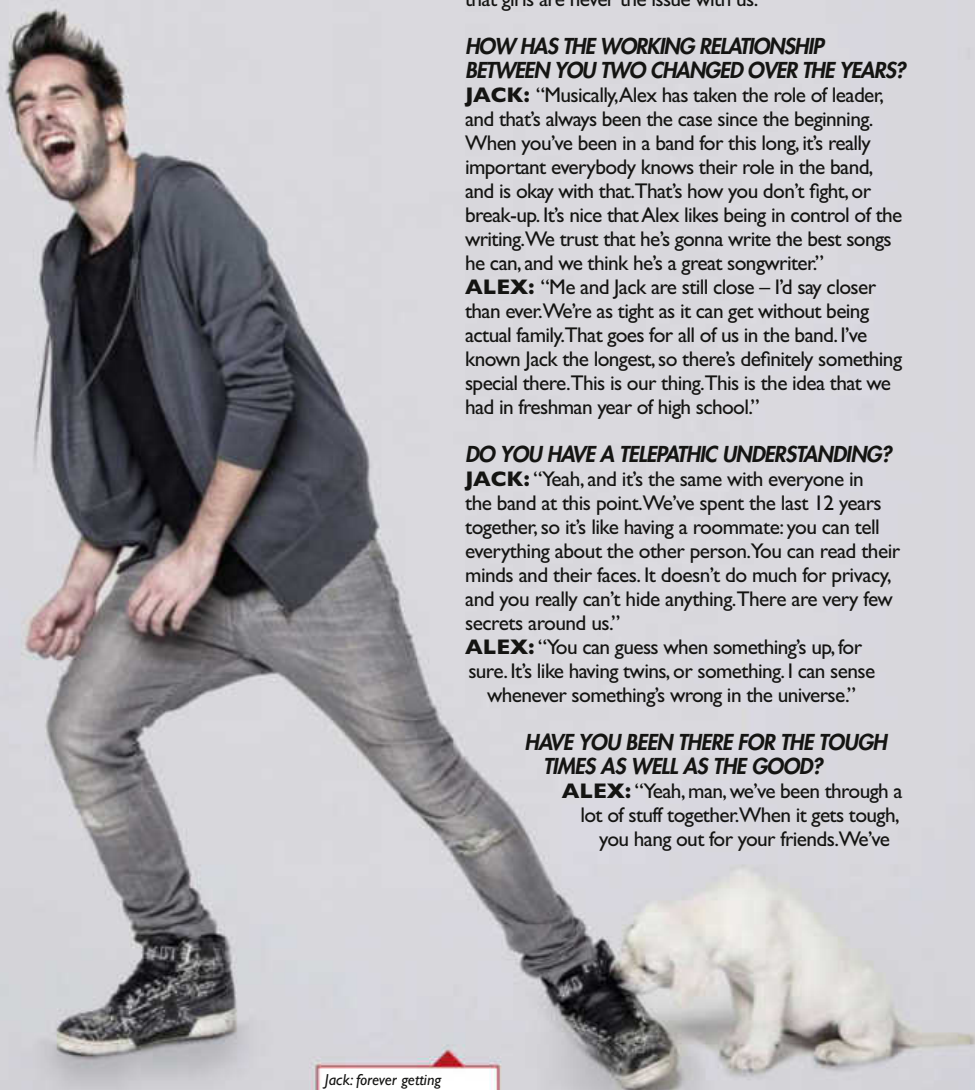 that girls are never the issue with us.”
HOW HAS THE WORKING RELATIONSHIP
BETWEEN YOU TWO CHANGED OVER THE YEARS?
JACK: “Musically, Alex has taken the role of leader,
and that’s always been the case since the beginning.
When you’ve been in a band for this long, it’s really
important everybody knows their role in the band,
and is okay with that. That’s how you don’t fight, or
break-up. It’s nice that Alex likes being in control of the
writing. We trust that he’s gonna write the best songs
he can, and we think he’s a great songwriter.”
ALEX: “Me and Jack are still close – I’d say closer
than ever. We’re as tight as it can get without being
actual family. That goes for all of us in the band. I’ve
known Jack the longest, so there’s definitely something
special there. This is our thing. This is the idea that we
had in freshman year of high school.”
DO YOU HAVE A TELEPATHIC UNDERSTANDING?
JACK: “Yeah, and it’s the same with everyone in
the band at this point. We’ve spent the last 12 years
together, so it’s like having a roommate: you can tell
everything about the other person. You can read their
minds and their faces. It doesn’t do much for privacy,
and you really can’t hide anything. There are very few
secrets around us.”
ALEX: “You can guess when something’s up, for
sure. It’s like having twins, or something. I can sense
whenever something’s wrong in the universe.”
HAVE YOU BEEN THERE FOR THE TOUGH
TIMES AS WELL AS THE GOOD?
ALEX: “Yeah, man, we’ve been through a
lot of stuff together. When it gets tough,
you hang out for your friends. We’ve
Jack: forever getting